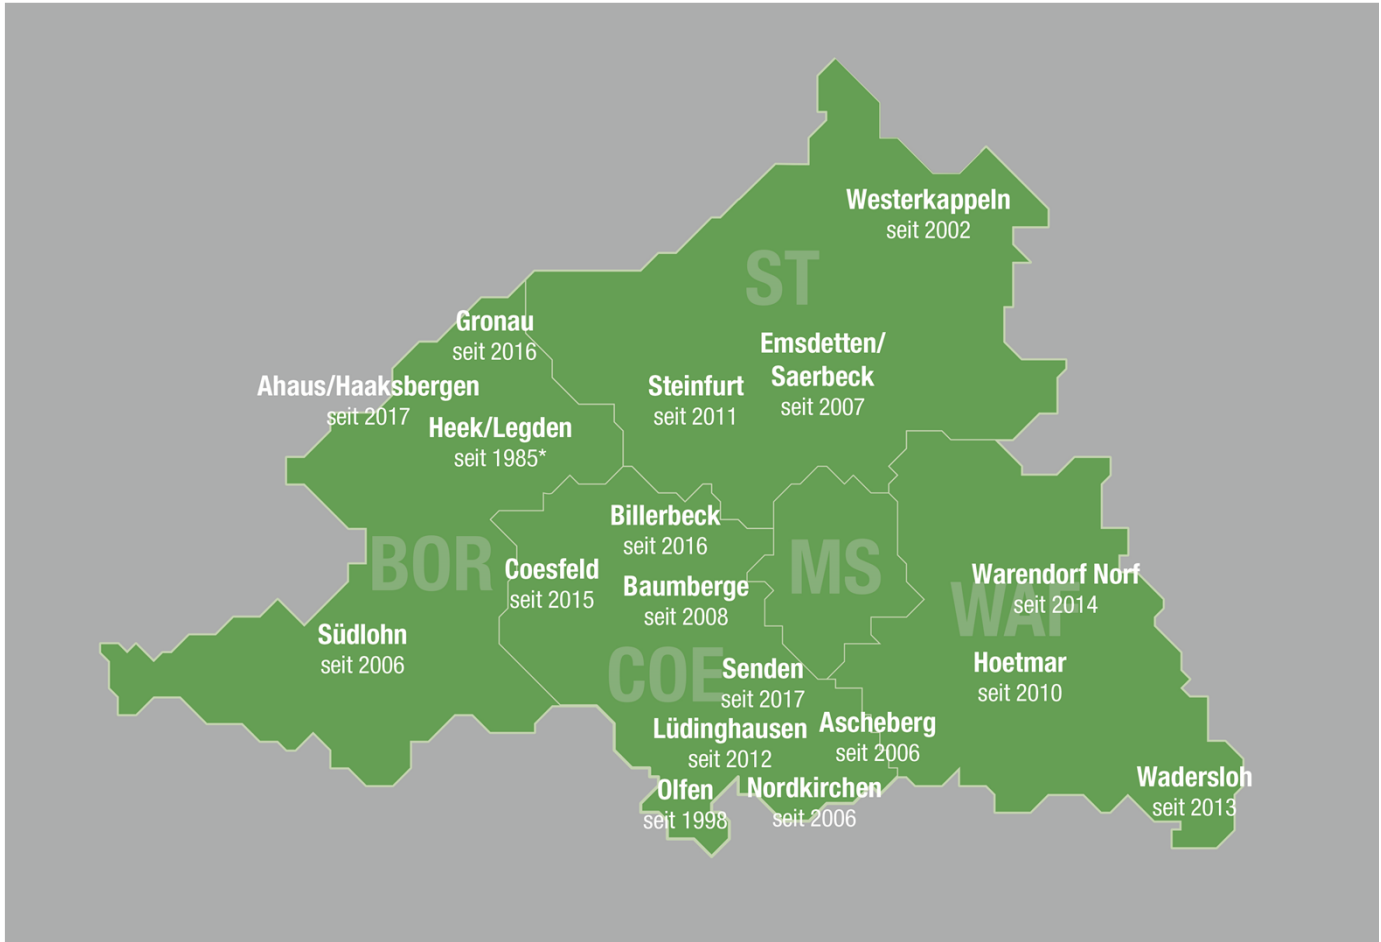 Westerkappeln
seit 2002
ST
Gronau
seit 2016
Emsdetten/
Saerbeck
seit 2007
Ahaus/Haaksbergen
seit 2017
Steinfurt
seit 2011
Heek/Legden
seit 1985*
Billerbeck
seit 2016
BOR
MS
Coesfeld
seit 2015
Baumberge
seit 2008
Warendorf Norf
seit 2014
WAF
Südlohn
seit 2006
COE
Senden
seit 2017
Hoetmar
seit 2010
Lüdinghausen
seit 2012
Ascheberg
seit 2006
Olfen
seit 1998
Nordkirchen
seit 2006
Wadersloh
seit 2013